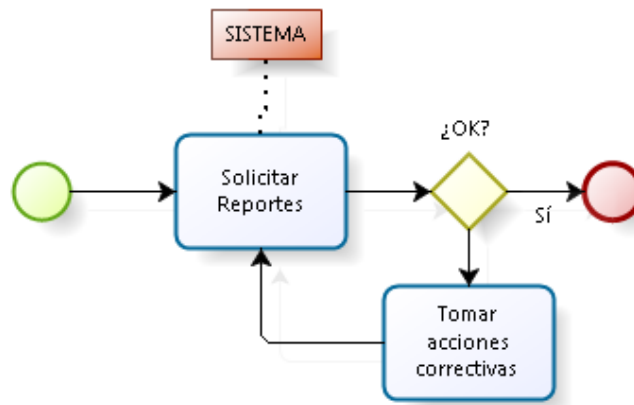 SISTEMA
¿OK?
Solicitar
Reportes
Sí
Tomar
acciones
correctivas